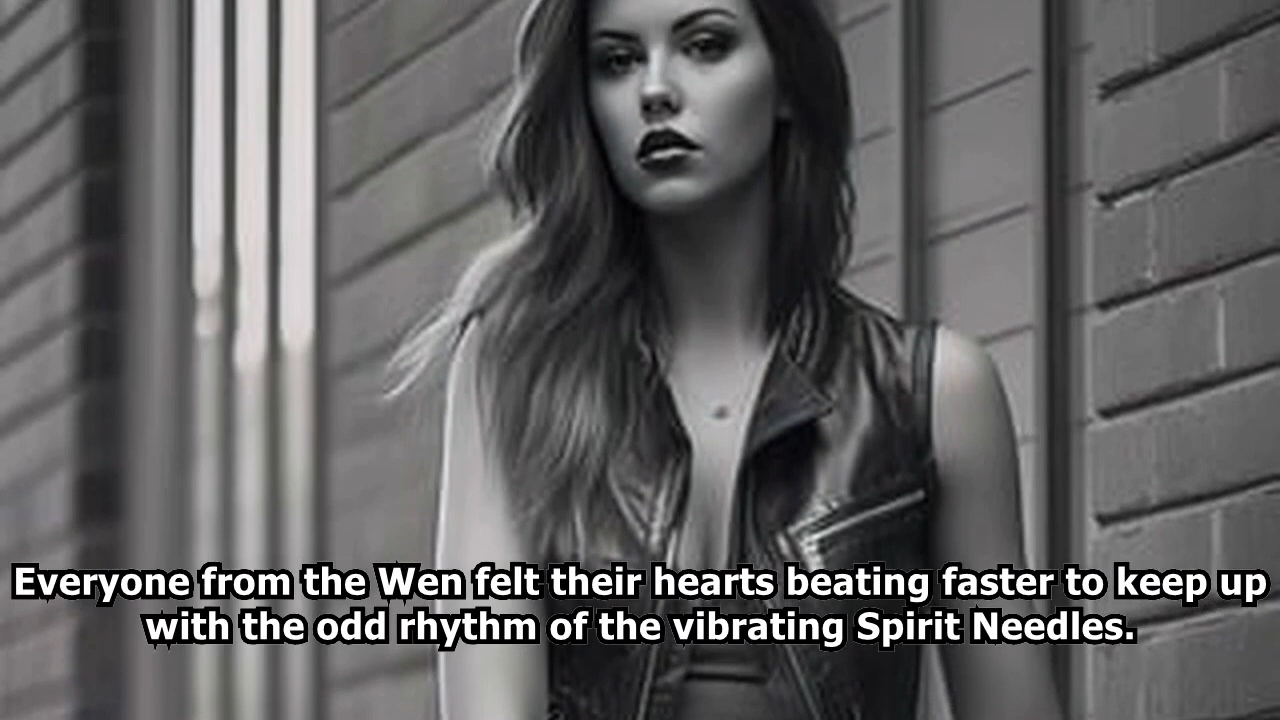 Everyone from the Wen felt their hearts beating faster to keep up
with the odd rhythm of the vibrating Spirit Needles.